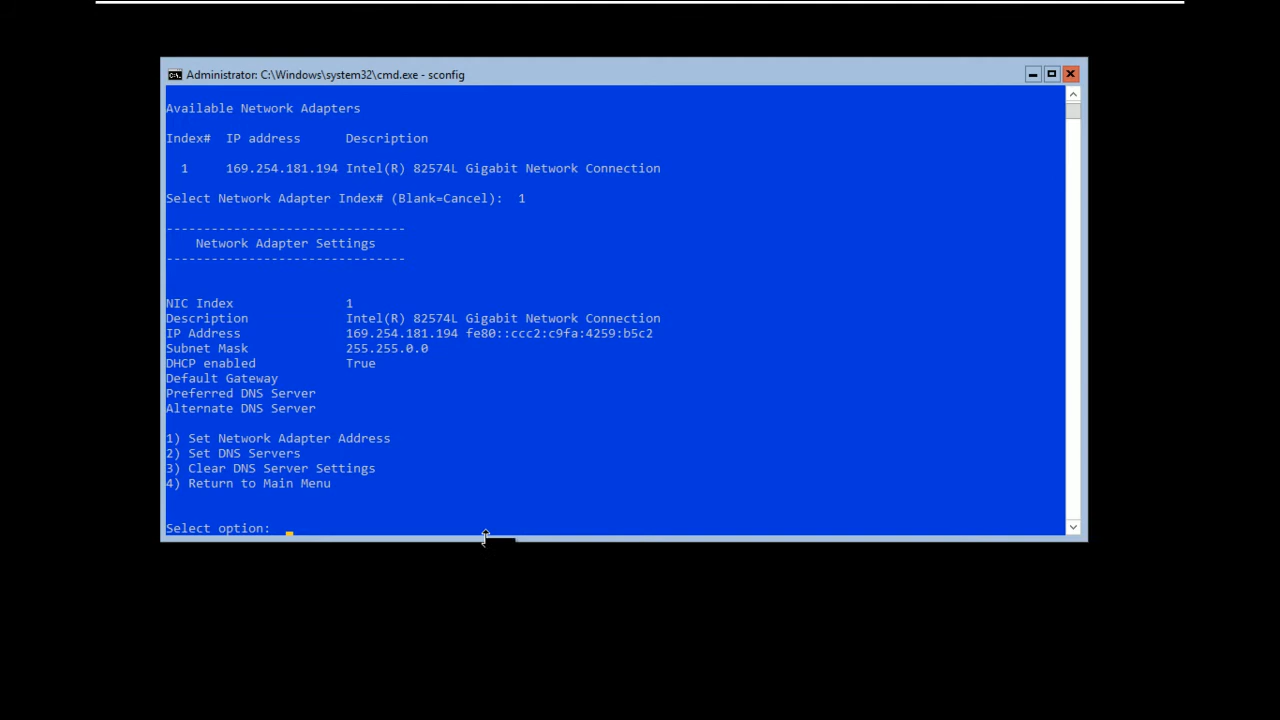 Administrator: C:\Windows\system32\cmd.exe - sconfig
Available Network Adapters
Index#  IP address      Description
1     169.254.181.194 Intel(R) 82574L Gigabit Network Connection
Select Network Adapter Index# (Blank=Cancel):  1
--------------------------------
Network Adapter Settings
--------------------------------
NIC Index               1
Description             Intel(R) 82574L Gigabit Network Connection
IP Address              169.254.181.194 fe80::ccc2:c9fa:4259:b5c2
Subnet Mask             255.255.0.0
DHCP enabled            True
Default Gateway
Preferred DNS Server
Alternate DNS Server
1) Set Network Adapter Address
2) Set DNS Servers
3) Clear DNS Server Settings
4) Return to Main Menu
Select option: